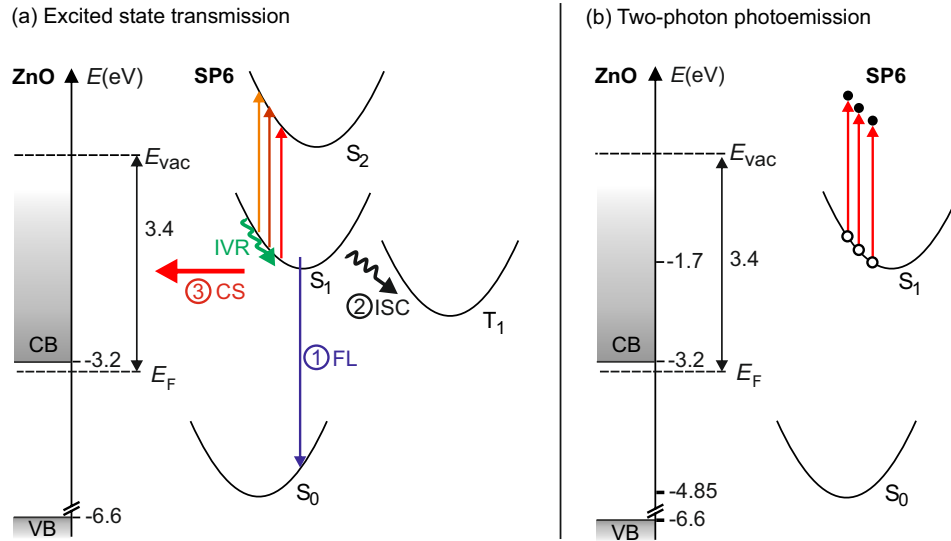 (a) Excited state transmission
ZnO E(eV) SP6
S2
Evac
3.4
IVR
S1
③ CS
② ISC
T1
CB
-3.2
① FL
EF
S0
-6.6
VB
(b) Two-photon photoemission
ZnO E(eV) SP6
Evac
-1.7
3.4
S1
CB
-3.2
EF
-4.85
S0
-6.6
VB